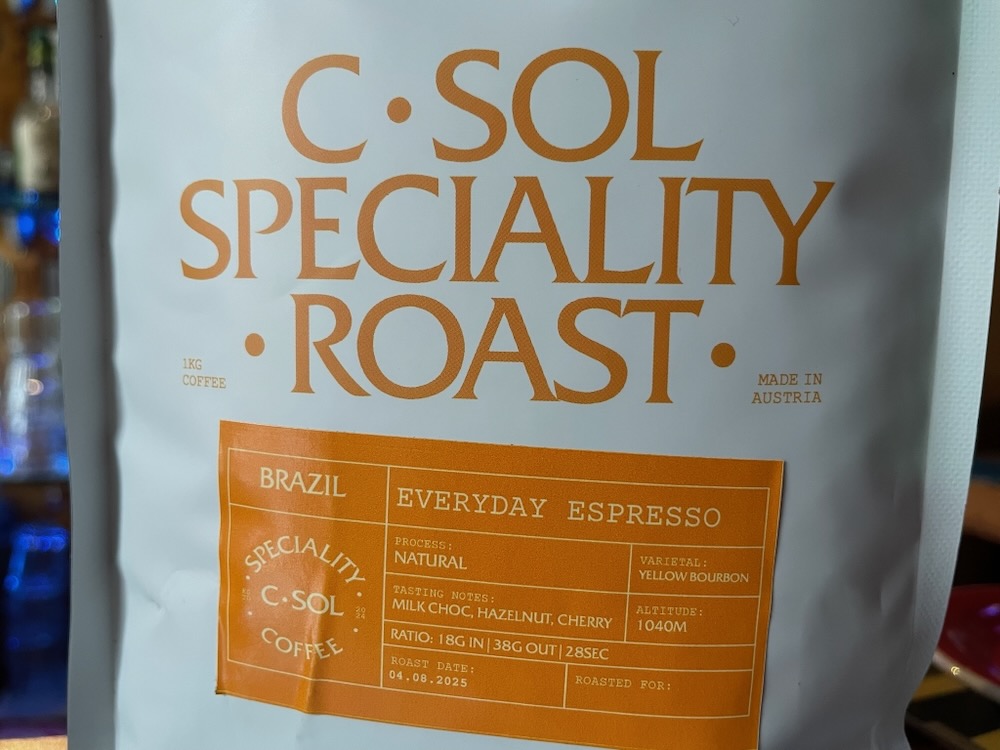 C·SOL
SPECIALITY
·ROAST·
1KG
COFFEE
MADE IN
AUSTRIA
BRAZIL
EVERYDAY ESPRESSO
PROCESS:
NATURAL
VARIETAL:
YELLOW BOURBON
TASTING NOTES:
MILK CHOC, HAZELNUT, CHERRY
ALTITUDE:
1040M
RATIO: 18G IN | 38G OUT | 28SEC
ROAST DATE:
04.08.2025
ROASTED FOR:
· SPECIALITY ·
C·SOL
20
24
· COFFEE ·